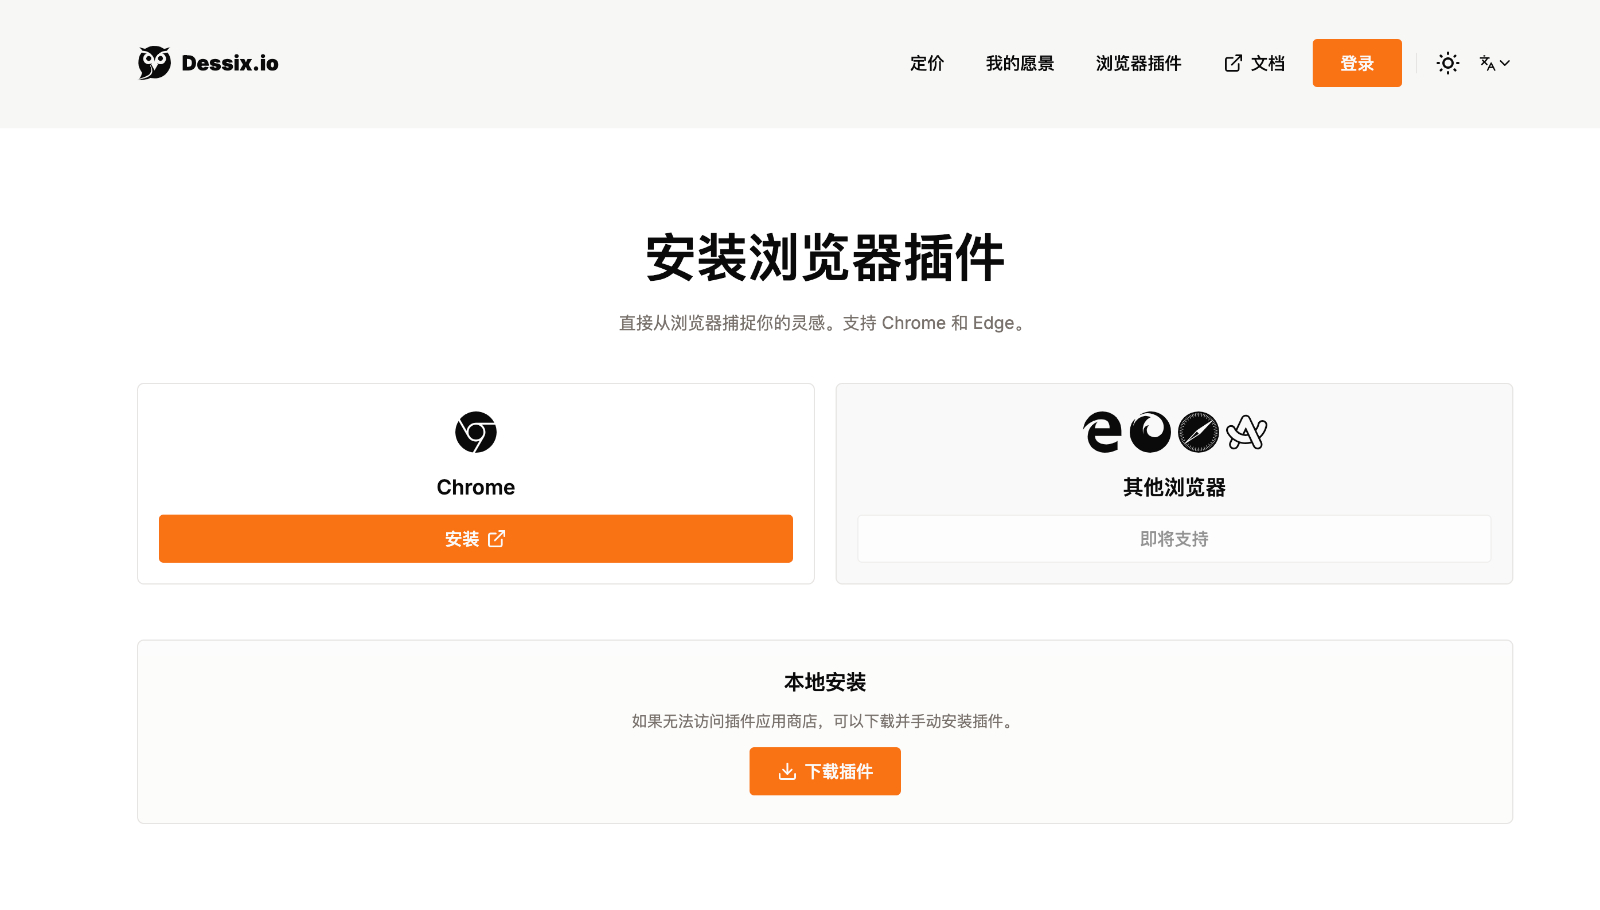 Dessix.io
定价
我的愿景
浏览器插件
文档
登录
安装浏览器插件
直接从浏览器捕捉你的灵感。支持 Chrome 和 Edge。
Chrome
安装
其他浏览器
即将支持
本地安装
如果无法访问插件应用商店，可以下载并手动安装插件。
下载插件